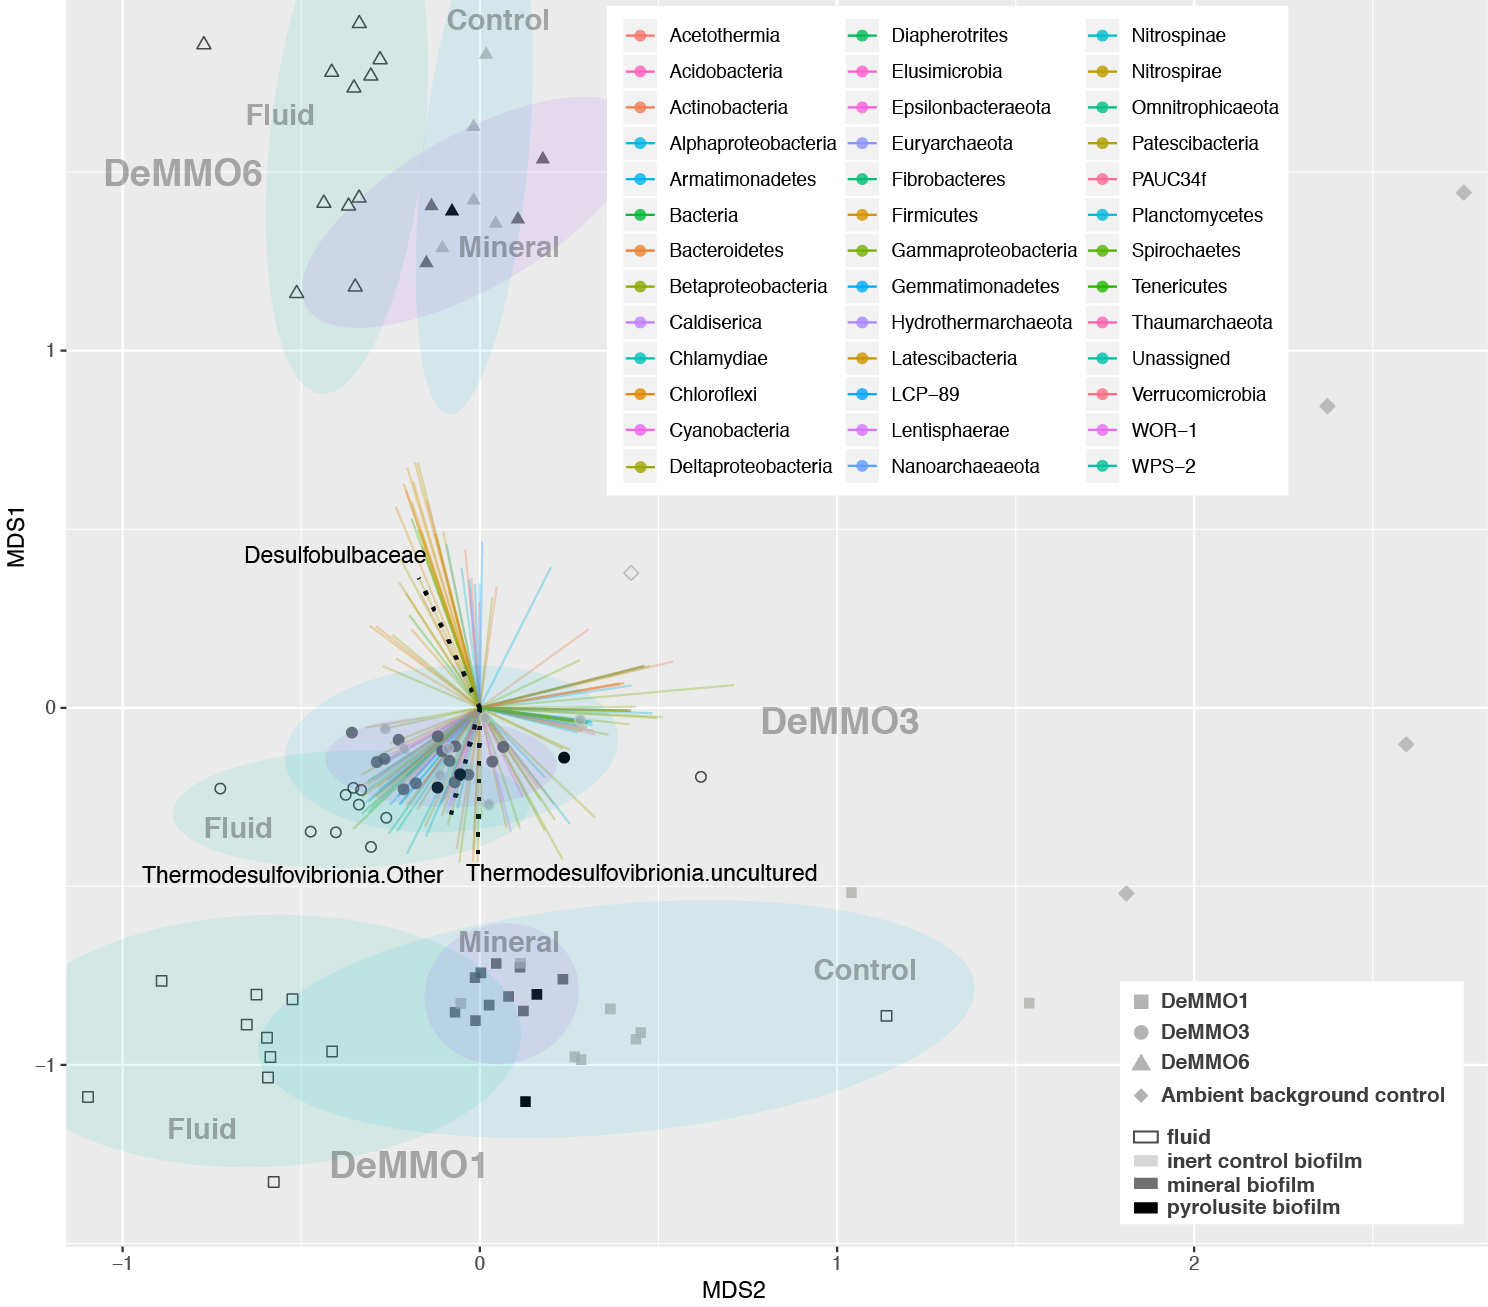 Control
Fluid
DeMMO6
Mineral
Acetothermia
Acidobacteria
Actinobacteria
Alphaproteobacteria
Armatimonadetes
Bacteria
Bacteroidetes
Betaproteobacteria
Caldiserica
Chlamydiae
Chloroflexi
Cyanobacteria
Deltaproteobacteria
Diapherotrites
Elusimicrobia
Epsilonbacteraeota
Euryarchaeota
Fibrobacteres
Firmicutes
Gammaproteobacteria
Gemmatimonadetes
Hydrothermarchaeota
Latescibacteria
LCP−89
Lentisphaerae
Nanoarchaeaeota
Nitrospinae
Nitrospirae
Omnitrophicaeota
Patescibacteria
PAUC34f
Planctomycetes
Spirochaetes
Tenericutes
Thaumarchaeota
Unassigned
Verrucomicrobia
WOR−1
WPS−2
1
0
−1
MDS1
Desulfobulbaceae
DeMMO3
Fluid
Thermodesulfovibrionia.Other
Thermodesulfovibrionia.uncultured
Mineral
Control
Fluid
DeMMO1
DeMMO1
DeMMO3
DeMMO6
Ambient background control
fluid
inert control biofilm
mineral biofilm
pyrolusite biofilm
−1
0
1
2
MDS2